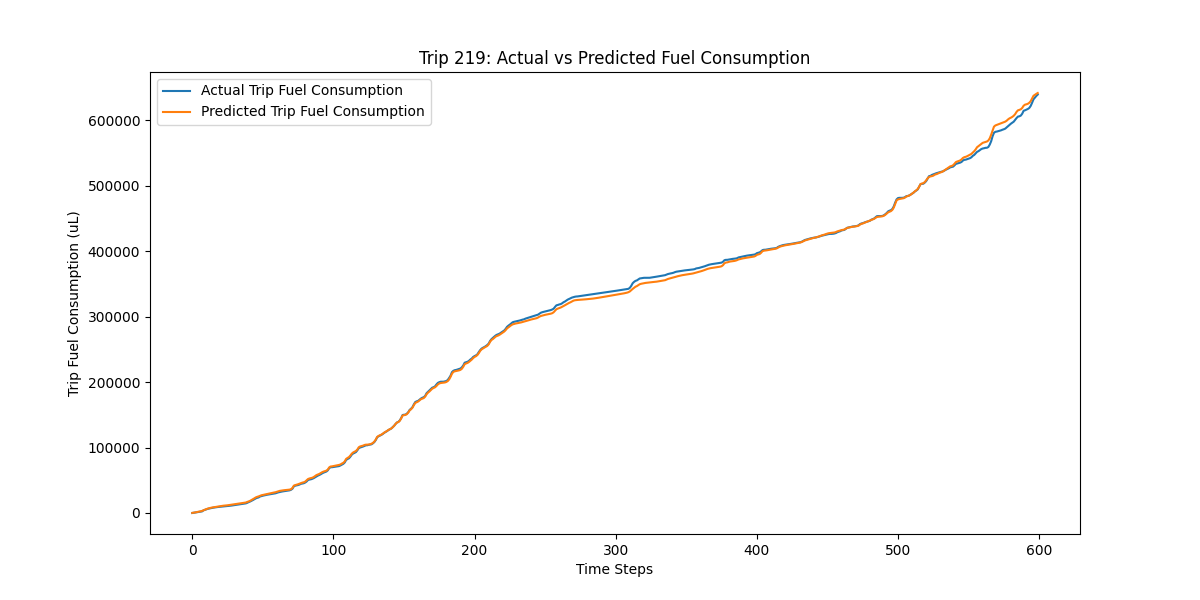 Trip 219: Actual vs Predicted Fuel Consumption
Actual Trip Fuel Consumption
Predicted Trip Fuel Consumption
Trip Fuel Consumption (uL)
600000
500000
400000
300000
200000
100000
0
0 100 200 300 400 500 600
Time Steps